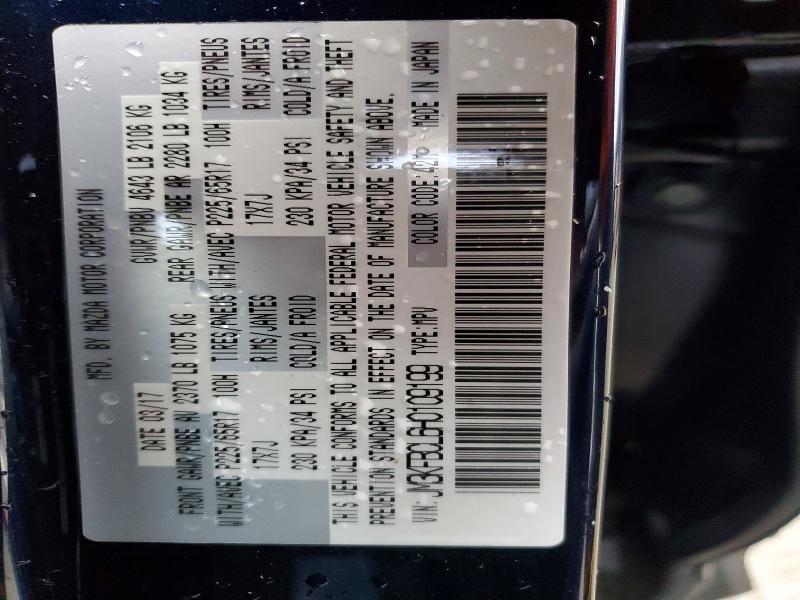 MFD. BY MAZDA MOTOR CORPORATION
DATE 03/17 GVWR/PNBV 4643 LB 2106 KG
FRONT GAWR/PNBE AV 2370 LB 1075 KG REAR GAWR/PNBE AR 2280 LB 1034 KG
WITH/AVEC P225/65R17 100H TIRES/PNEUS WITH/AVEC P225/65R17 100H TIRES/PNEUS
17X7J RIMS/JANTES 17X7J RIMS/JANTES
230 KPA/34 PSI COLD/A FROID 230 KPA/34 PSI COLD/A FROID
THIS VEHICLE CONFORMS TO ALL APPLICABLE FEDERAL MOTOR VEHICLE SAFETY AND THEFT
PREVENTION STANDARDS IN EFFECT ON THE DATE OF MANUFACTURE SHOWN ABOVE.
VIN: JM3KFBCL6H0109199 TYPE:MPV COLOR CODE: MADE IN JAPAN